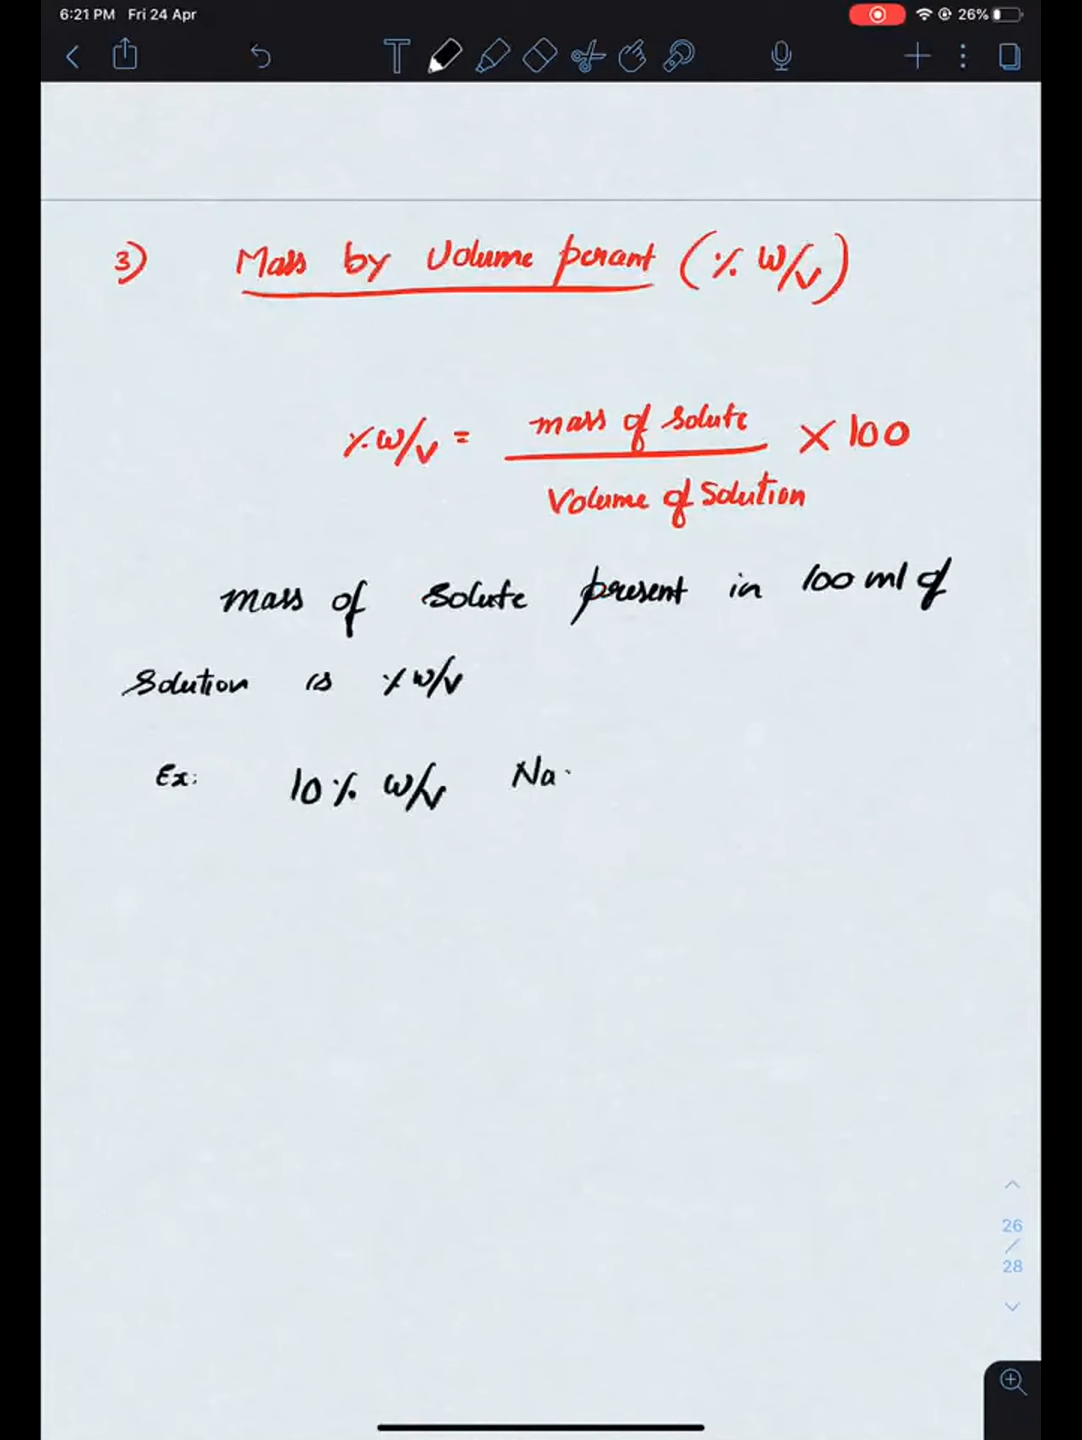 6:21 PM Fri 24 Apr 26%
3) Mass by Volume percent (% W/V)
% W/V = mass of solute / Volume of Solution × 100
mass of solute present in 100 ml of
Solution is % W/V
Ex: 10% W/V Na
26
/
28